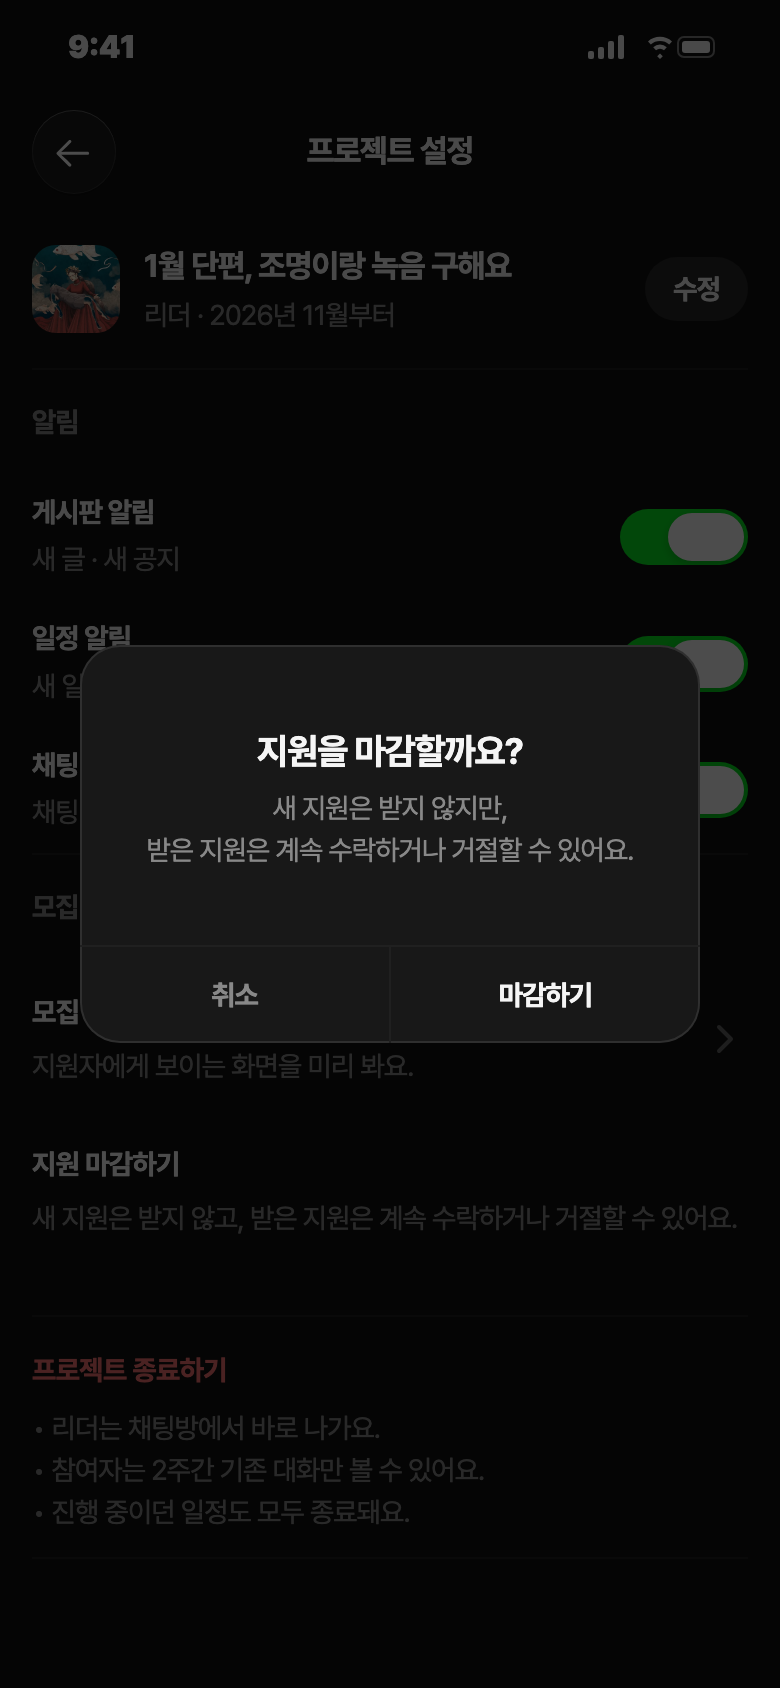 9:41
프로젝트 설정
1월 단편, 조명이랑 녹음 구해요
리더 · 2026년 11월부터
수정
알림
게시판 알림
새 글 · 새 공지
일정 알림
새 일
채팅
채팅
지원을 마감할까요?
새 지원은 받지 않지만,
받은 지원은 계속 수락하거나 거절할 수 있어요.
취소
마감하기
모집
모집
지원자에게 보이는 화면을 미리 봐요.
지원 마감하기
새 지원은 받지 않고, 받은 지원은 계속 수락하거나 거절할 수 있어요.
프로젝트 종료하기
• 리더는 채팅방에서 바로 나가요.
• 참여자는 2주간 기존 대화만 볼 수 있어요.
• 진행 중이던 일정도 모두 종료돼요.